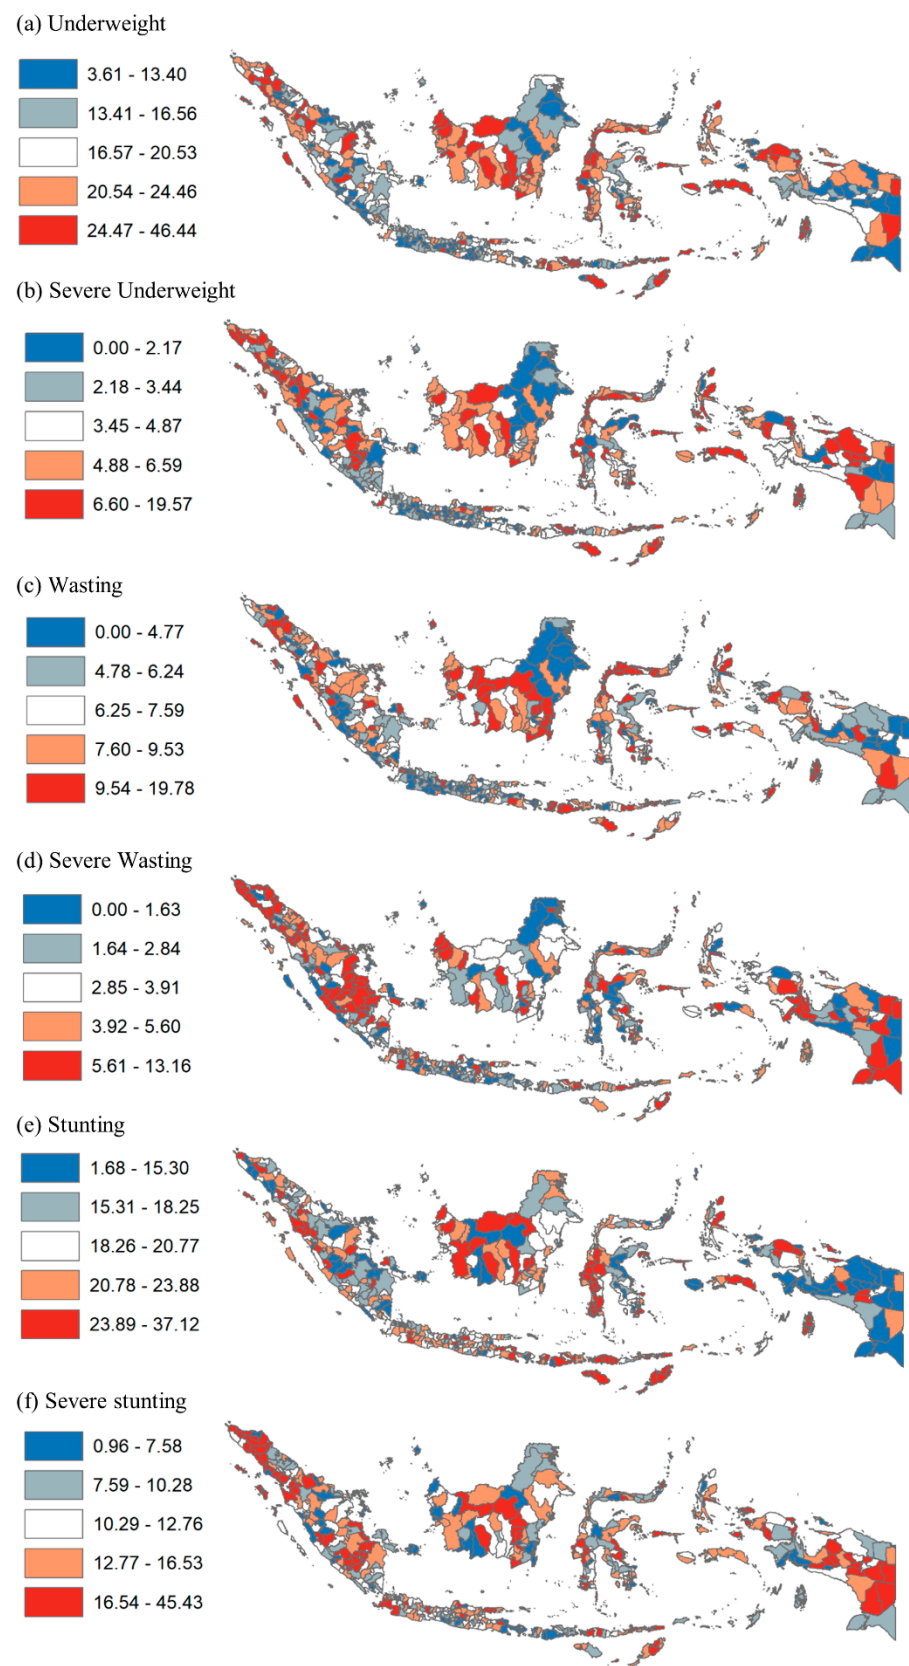 (a) Underweight
3.61 - 13.40
13.41 - 16.56
16.57 - 20.53
20.54 - 24.46
24.47 - 46.44
(b) Severe Underweight
0.00 - 2.17
2.18 - 3.44
3.45 - 4.87
4.88 - 6.59
6.60 - 19.57
(c) Wasting
0.00 - 4.77
4.78 - 6.24
6.25 - 7.59
7.60 - 9.53
9.54 - 19.78
(d) Severe Wasting
0.00 - 1.63
1.64 - 2.84
2.85 - 3.91
3.92 - 5.60
5.61 - 13.16
(e) Stunting
1.68 - 15.30
15.31 - 18.25
18.26 - 20.77
20.78 - 23.88
23.89 - 37.12
(f) Severe stunting
0.96 - 7.58
7.59 - 10.28
10.29 - 12.76
12.77 - 16.53
16.54 - 45.43